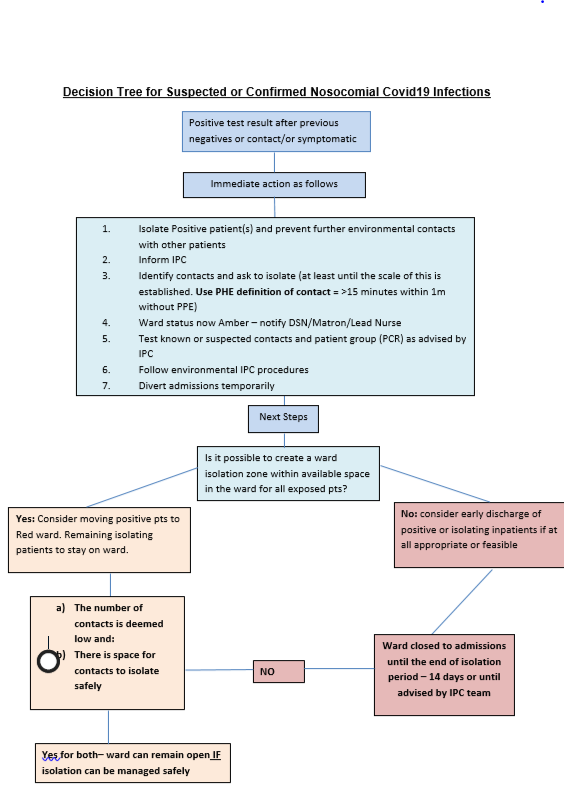 Decision Tree for Suspected or Confirmed Nosocomial Covid19 Infections
Positive test result after previous
negatives or contact/or symptomatic
Immediate action as follows
1. Isolate Positive patient(s) and prevent further environmental contacts
with other patients
2. Inform IPC
3. Identify contacts and ask to isolate (at least until the scale of this is
established. Use PHE definition of contact = >15 minutes within 1m
without PPE)
4. Ward status now Amber – notify DSN/Matron/Lead Nurse
5. Test known or suspected contacts and patient group (PCR) as advised by
IPC
6. Follow environmental IPC procedures
7. Divert admissions temporarily
Next Steps
Is it possible to create a ward
isolation zone within available space
in the ward for all exposed pts?
Yes: Consider moving positive pts to
Red ward. Remaining isolating
patients to stay on ward.
No: consider early discharge of
positive or isolating inpatients if at
all appropriate or feasible
a) The number of
contacts is deemed
low and:
b) There is space for
contacts to isolate
safely
NO
Ward closed to admissions
until the end of isolation
period – 14 days or until
advised by IPC team
Yes for both– ward can remain open IF
isolation can be managed safely